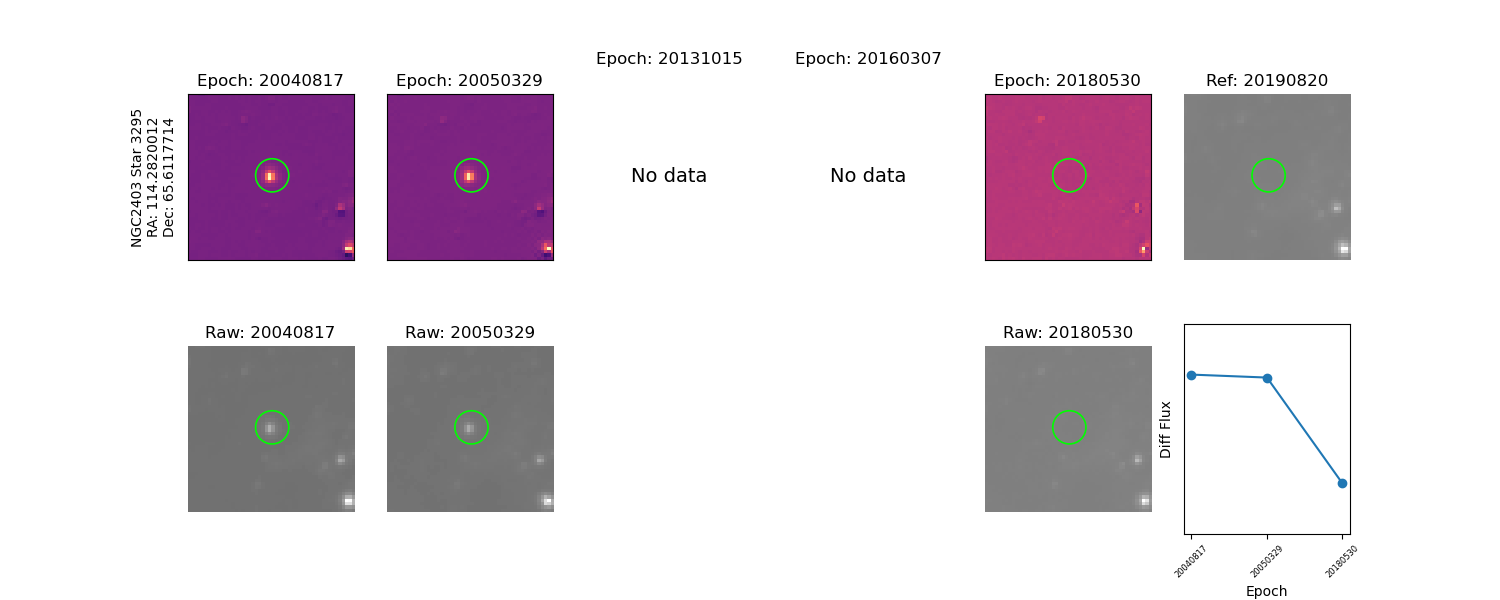 Epoch: 20040817
Epoch: 20050329
Epoch: 20131015
Epoch: 20160307
Epoch: 20180530
Ref: 20190820
NGC2403 Star 3295
RA: 114.2820012
Dec: 65.6117714
No data
No data
Raw: 20040817
Raw: 20050329
Raw: 20180530
Diff Flux
20040817
20050329
20180530
Epoch